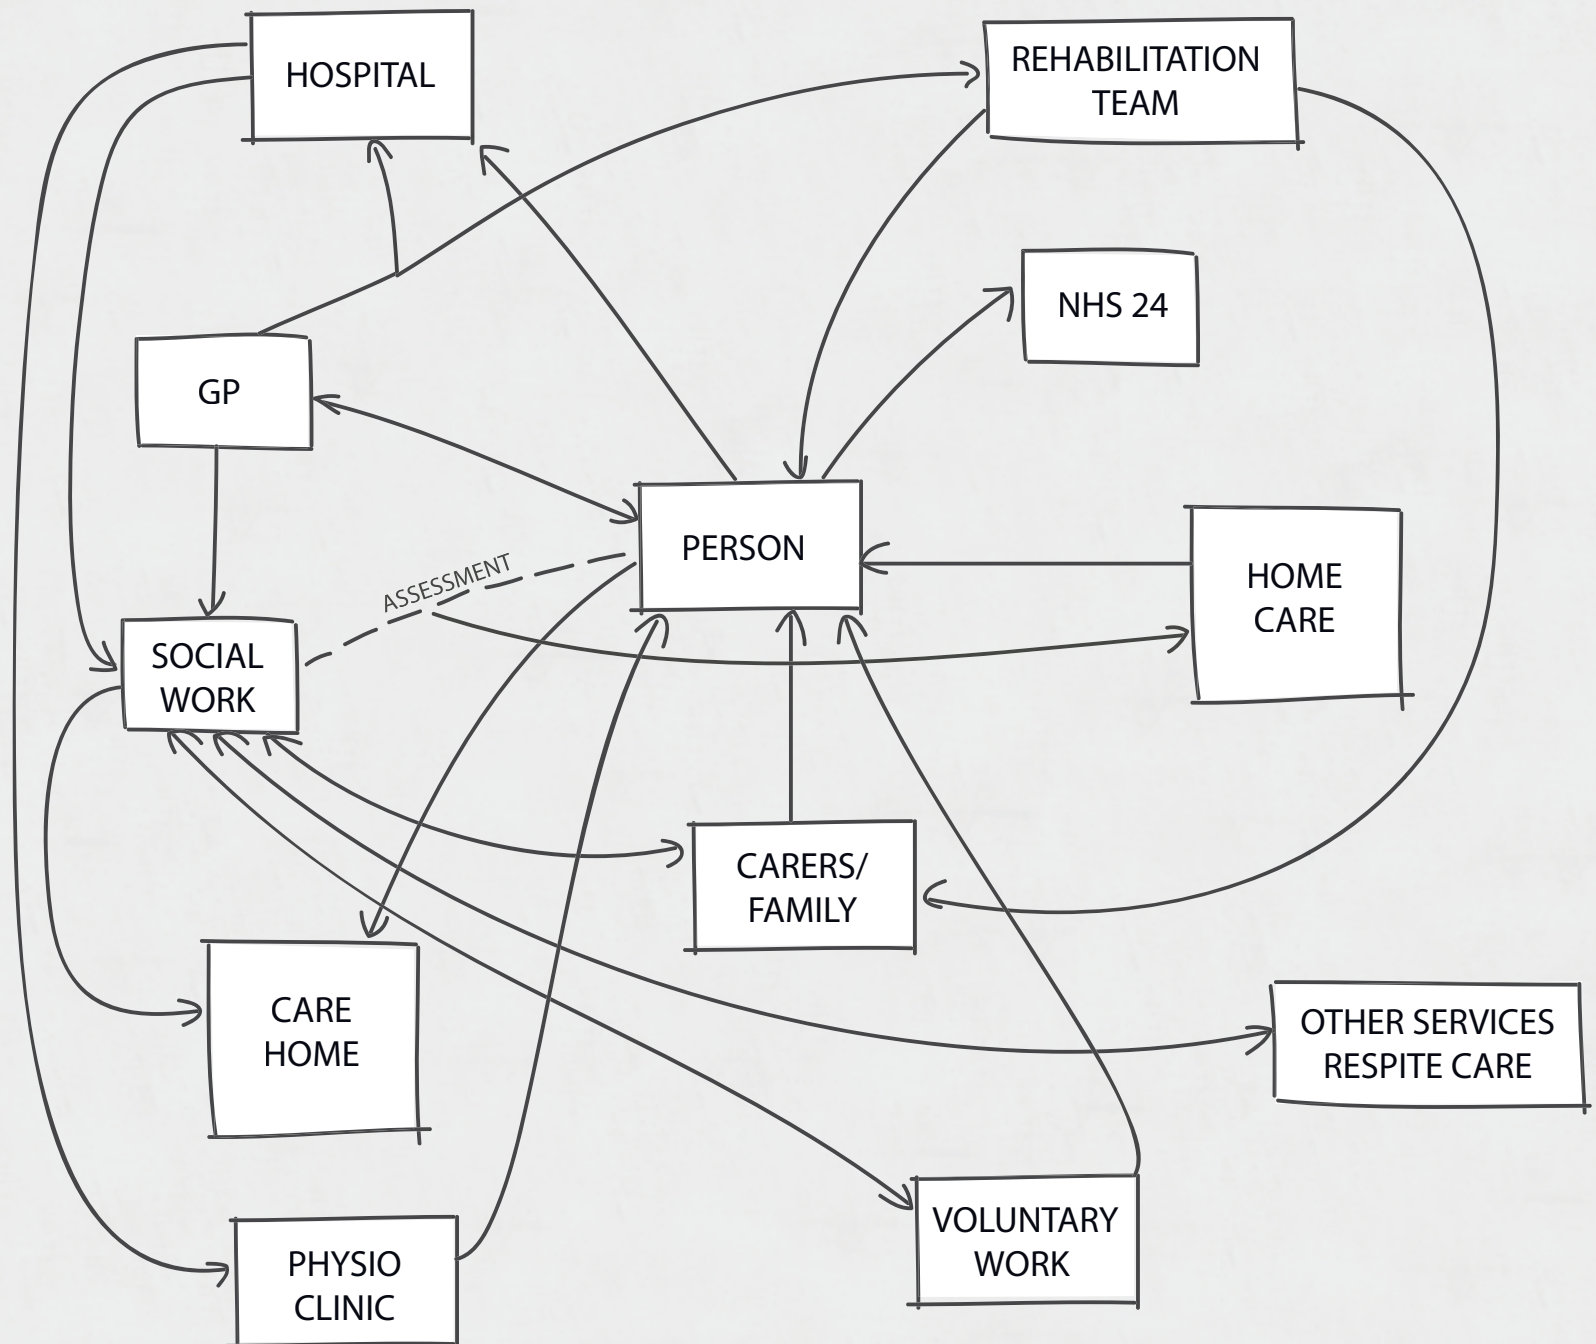 HOSPITAL
REHABILITATION
TEAM
NHS 24
GP
PERSON
ASSESSMENT
HOME
CARE
SOCIAL
WORK
CARERS/
FAMILY
CARE
HOME
OTHER SERVICES
RESPITE CARE
VOLUNTARY
WORK
PHYSIO
CLINIC